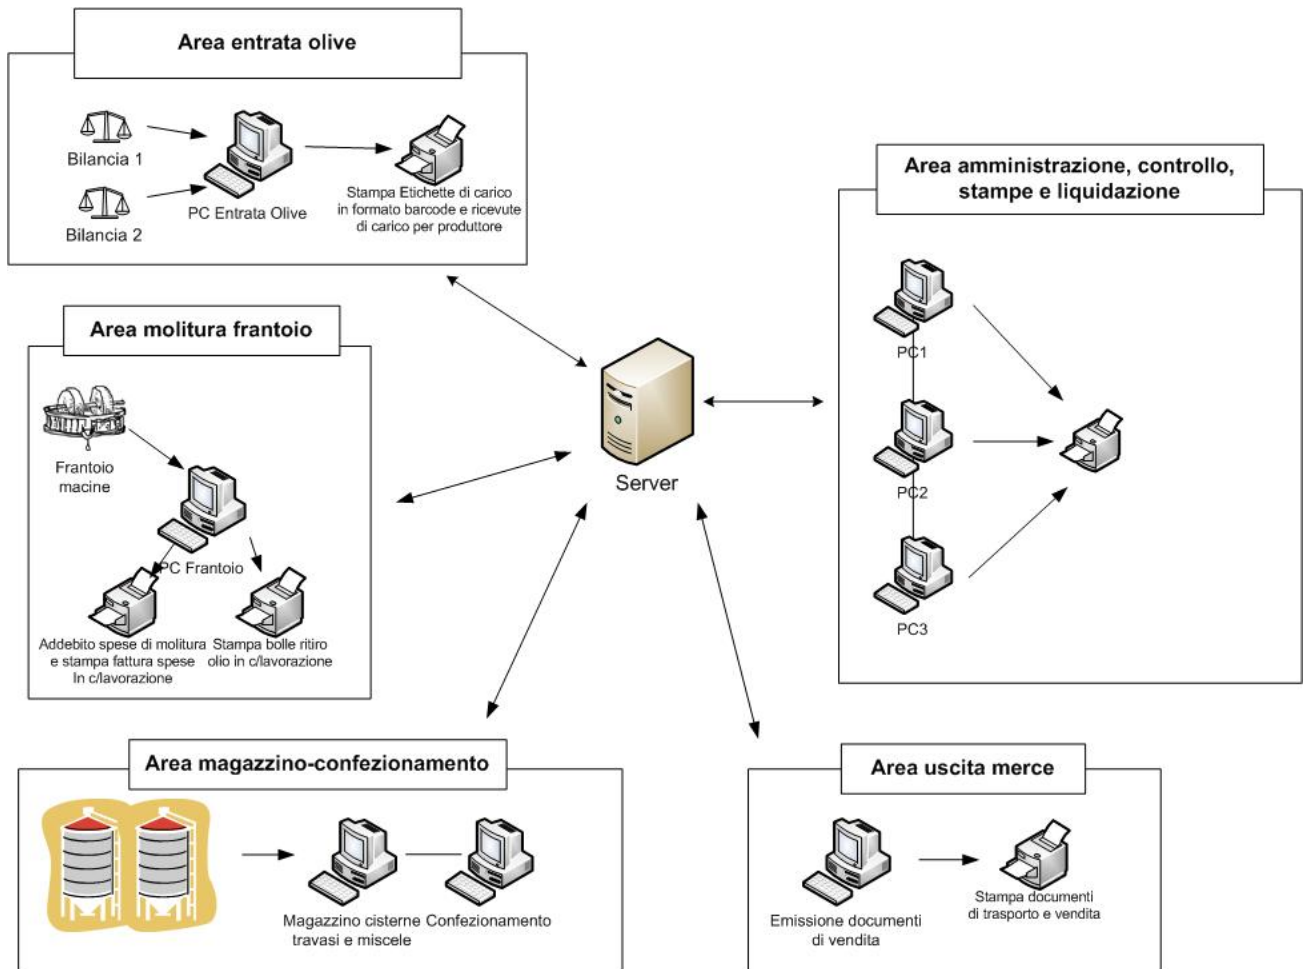 Area entrata olive
Bilancia 1
Bilancia 2
PC Entrata Olive
Stampa Etichette di carico
in formato barcode e ricevute
di carico per produttore
Area molitura frantoio
Frantoio
macine
PC Frantoio
Addebito spese di molitura
e stampa fattura spese
In c/lavorazione
Stampa bolle ritiro
olio in c/lavorazione
Server
Area amministrazione, controllo,
stampe e liquidazione
PC1
PC2
PC3
Area magazzino-confezionamento
Magazzino cisterne
travasi e miscele
Confezionamento
Area uscita merce
Emissione documenti
di vendita
Stampa documenti
di trasporto e vendita